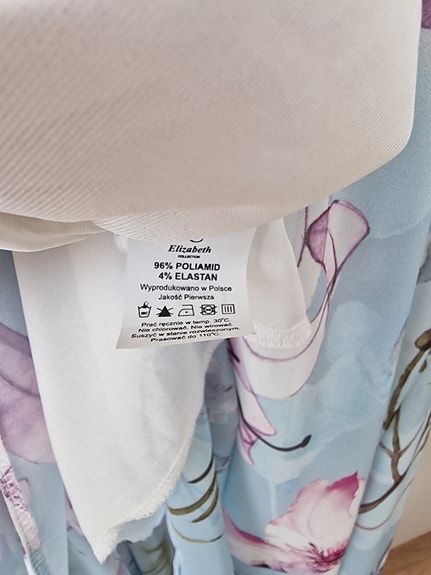 Elizabeth
COLLECTION
96% POLIAMID
4% ELASTAN
Wyprodukowano w Polsce
Jakość Pierwsza
Prać ręcznie w temp. 30°C.
Nie chlorować. Nie wirować.
Suszyć w stanie rozwieszonym.
Prasować do 110°C.